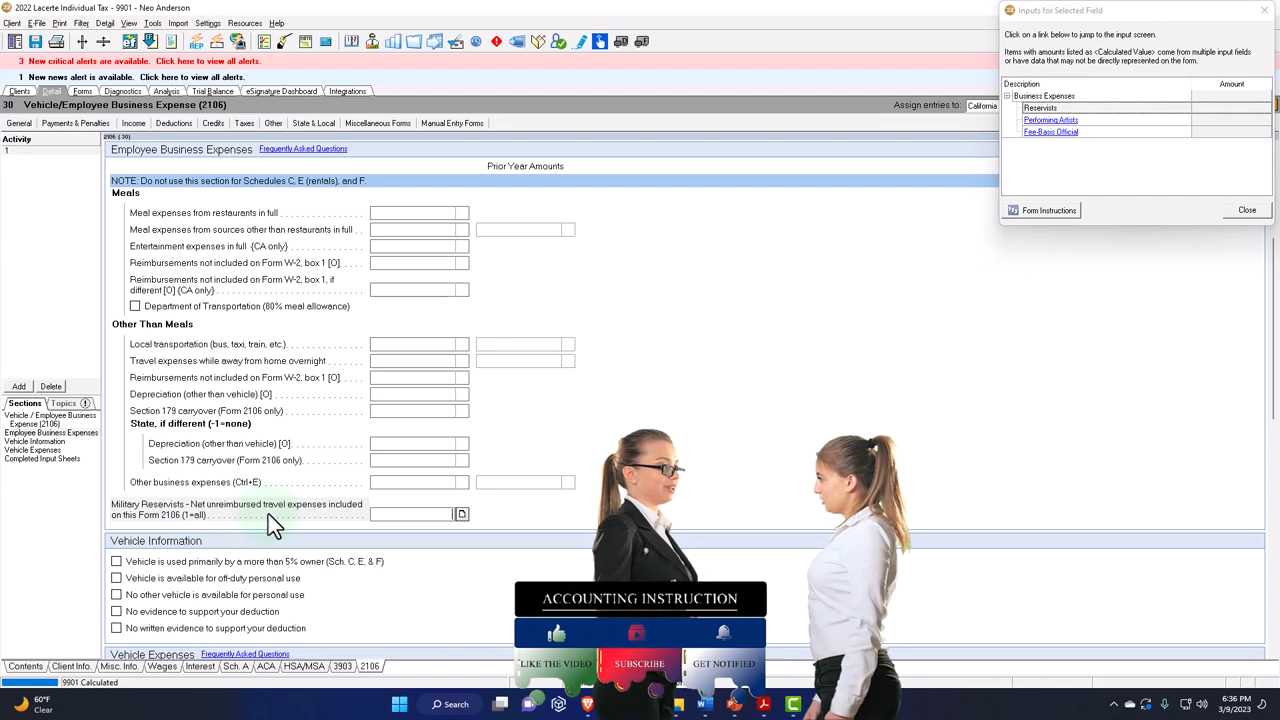 2022 Lacerte Individual Tax - 9901 - Neo Anderson
Inputs for Selected Field
Client E-File Print Filter Detail View Tools Import Settings Resources Help
Click on a link below to jump to the input screen.
Items with amounts listed as <Calculated Value> come from multiple input fields
or have data that may not be directly represented on the form.
3 New critical alerts are available. Click here to view all alerts.
1 New news alert is available. Click here to view all alerts.
Description Amount
Business Expenses
Reservists
Performing Artists
Fee-Basis Official
Form Instructions Close
Clients Detail Forms Diagnostics Analysis Trial Balance eSignature Dashboard Integrations
30 Vehicle/Employee Business Expense (2106) Assign entries to: California
General Payments & Penalties Income Deductions Credits Taxes Other State & Local Miscellaneous Forms Manual Entry Forms
Activity
1
2106 (30)
Employee Business Expenses Frequently Asked Questions
Prior Year Amounts
NOTE: Do not use this section for Schedules C, E (rentals), and F.
Meals
Meal expenses from restaurants in full
Meal expenses from sources other than restaurants in full
Entertainment expenses in full {CA only}
Reimbursements not included on Form W-2, box 1 [O]
Reimbursements not included on Form W-2, box 1, if
different [O] {CA only}
Department of Transportation (80% meal allowance)
Other Than Meals
Local transportation (bus, taxi, train, etc.)
Travel expenses while away from home overnight
Reimbursements not included on Form W-2, box 1 [O]
Depreciation (other than vehicle) [O]
Section 179 carryover (Form 2106 only)
State, if different (-1=none)
Depreciation (other than vehicle) [O]
Section 179 carryover (Form 2106 only)
Other business expenses (Ctrl+E)
Military Reservists - Net unreimbursed travel expenses included
on this Form 2106 (1=all)
Add Delete
Sections Topics
Vehicle / Employee Business
Expense (2106)
Employee Business Expenses
Vehicle Information
Vehicle Expenses
Completed Input Sheets
Vehicle Information
Vehicle is used primarily by a more than 5% owner (Sch. C, E, & F)
Vehicle is available for off-duty personal use
No other vehicle is available for personal use
No evidence to support your deduction
No written evidence to support your deduction
Vehicle Expenses Frequently Asked Questions
ACCOUNTING INSTRUCTION
LIKE THE VIDEO SUBSCRIBE GET NOTIFIED
Contents Client Info. Misc. Info. Wages Interest Sch. A ACA HSA/MSA 3903 2106
9901 Calculated
60°F
Clear
Search
6:36 PM
3/9/2023